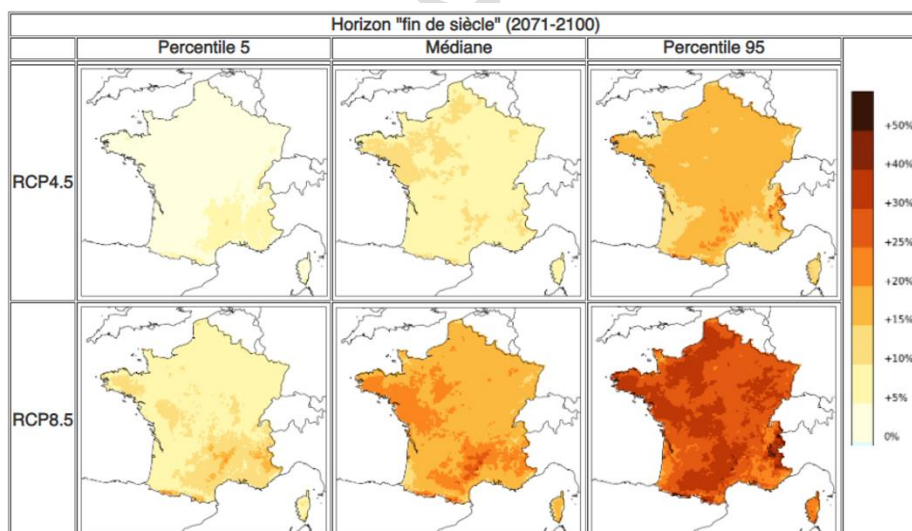 Horizon "fin de siècle" (2071-2100)
Percentile 5
Médiane
Percentile 95
RCP4.5
RCP8.5
+50%
+40%
+30%
+25%
+20%
+15%
+10%
+5%
0%